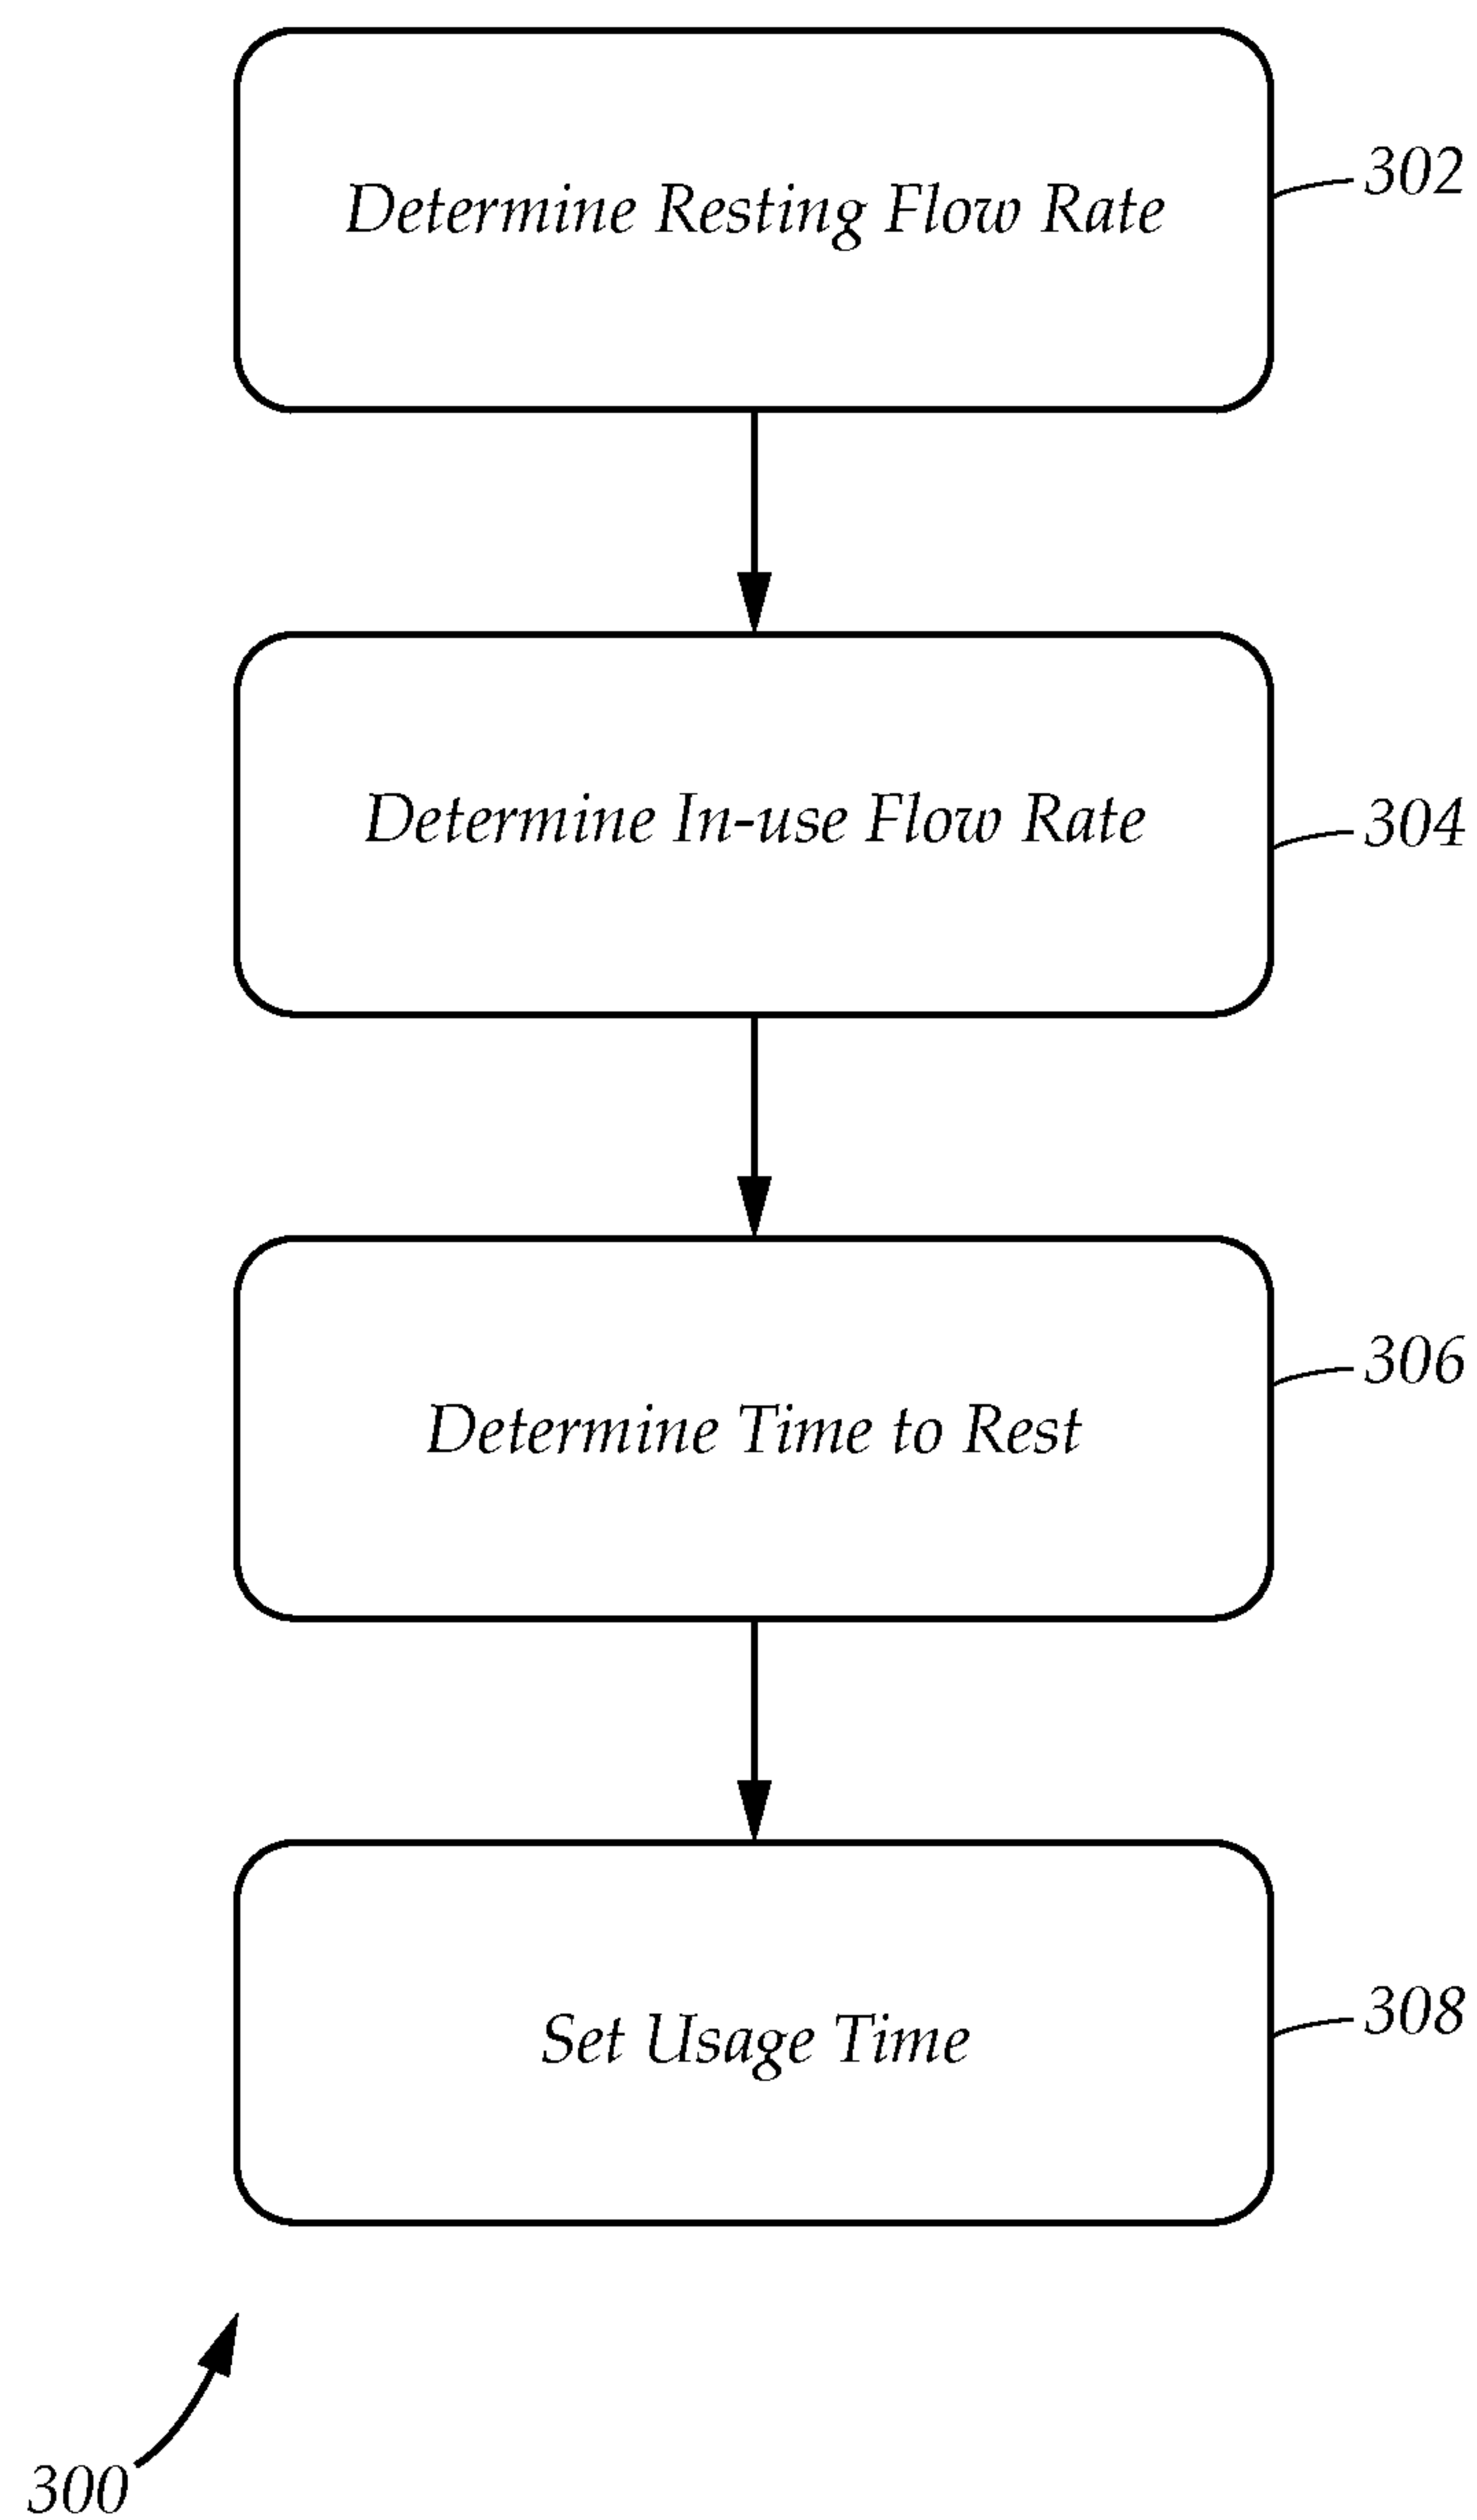 Determine Resting Flow Rate
302
Determine In-use Flow Rate
304
Determine Time to Rest
306
Set Usage Time
308
300